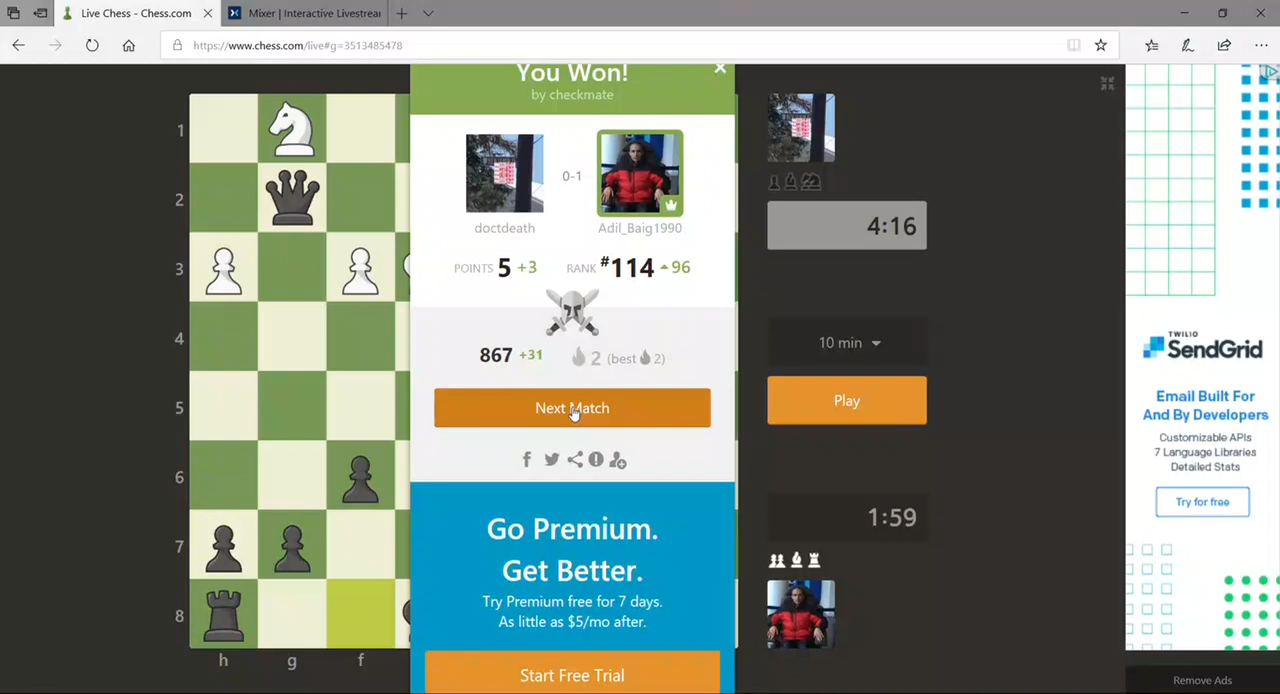 Live Chess - Chess.com
Mixer | Interactive Livestrear
https://www.chess.com/live#g=3513485478
You Won!
by checkmate
0-1
doctdeath
Adil_Baig1990
POINTS 5 +3
RANK #114 96
867 +31
2 (best 2)
Next Match
Go Premium.
Get Better.
Try Premium free for 7 days.
As little as $5/mo after.
Start Free Trial
1
2
3
4
5
6
7
8
h
g
f
4:16
10 min
Play
1:59
TWILIO
SendGrid
Email Built For
And By Developers
Customizable APIs
7 Language Libraries
Detailed Stats
Try for free
Remove Ads